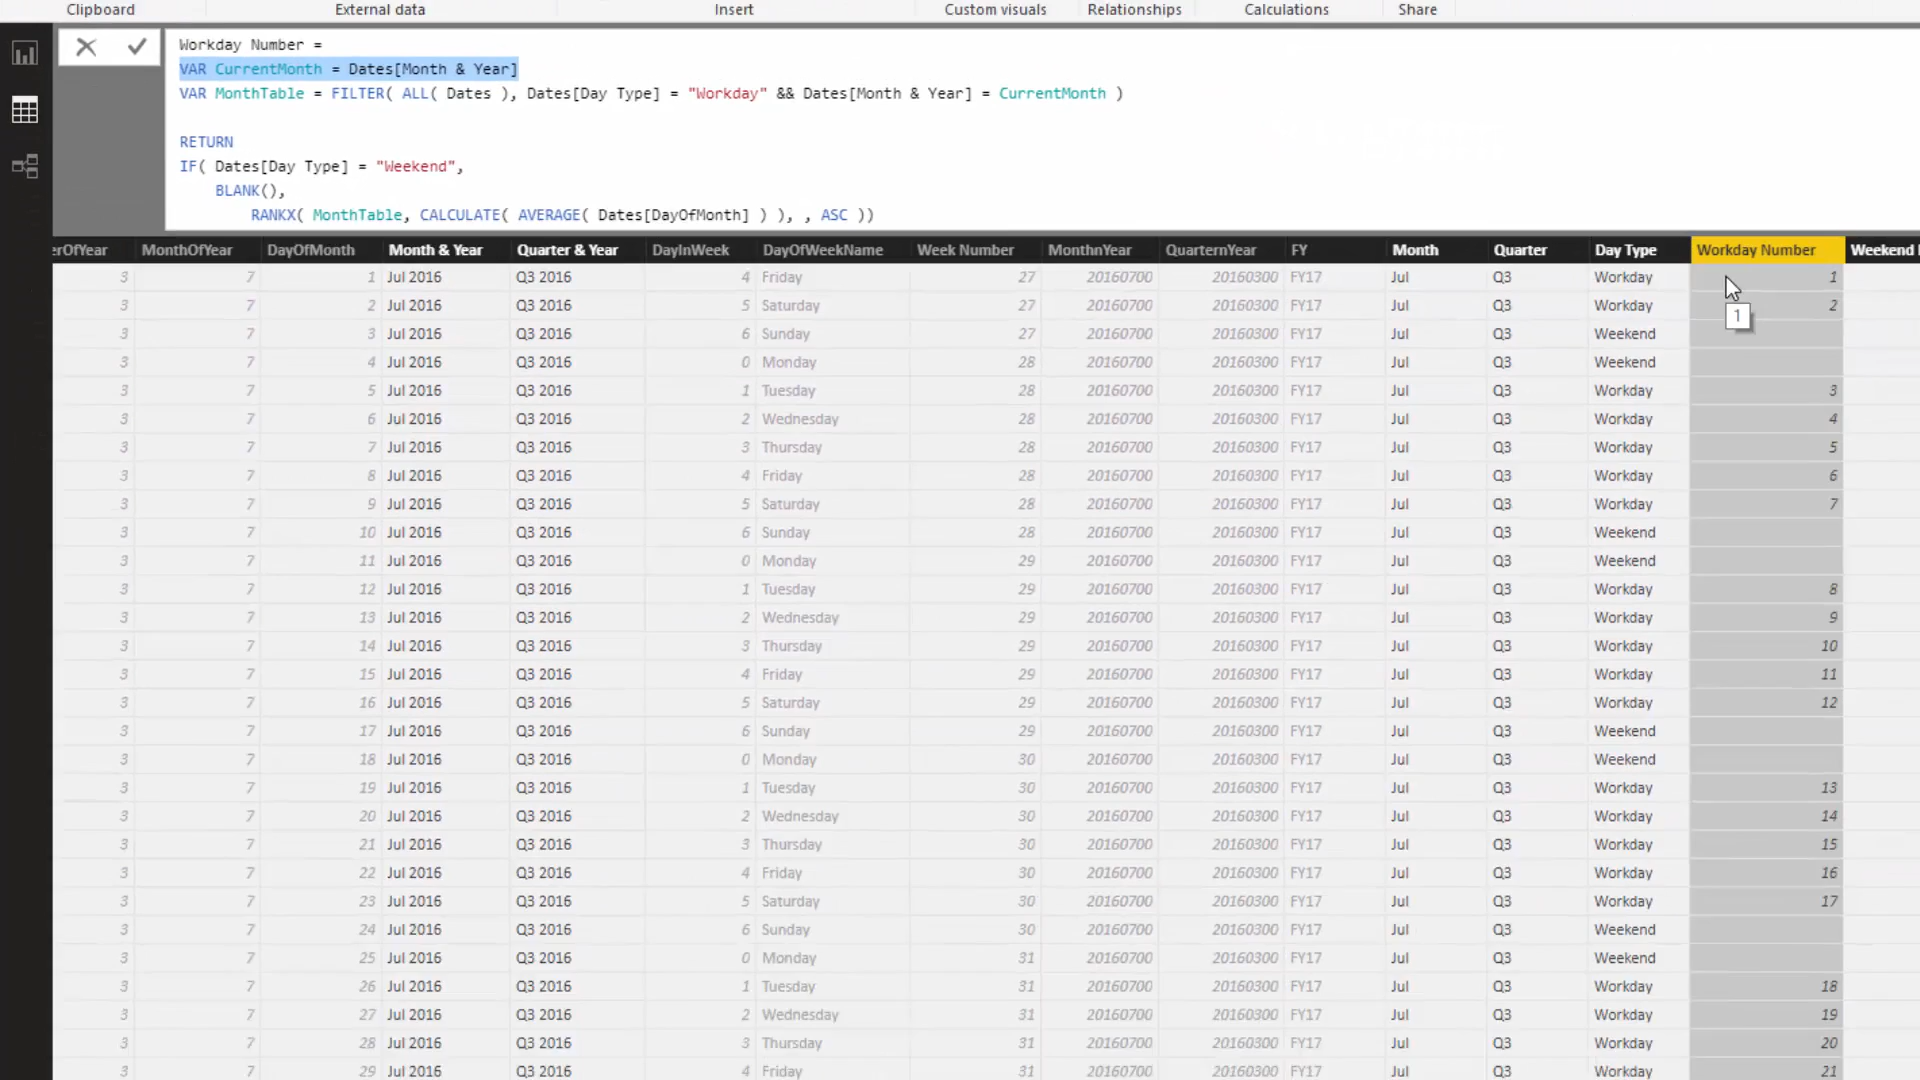 Clipboard External data Insert Custom visuals Relationships Calculations Share
Workday Number =
VAR CurrentMonth = Dates[Month & Year]
VAR MonthTable = FILTER( ALL( Dates ), Dates[Day Type] = "Workday" && Dates[Month & Year] = CurrentMonth )
RETURN
IF( Dates[Day Type] = "Weekend",
BLANK(),
RANKX( MonthTable, CALCULATE( AVERAGE( Dates[DayOfMonth] ) ), , ASC ))
erOfYear MonthOfYear DayOfMonth Month & Year Quarter & Year DayInWeek DayOfWeekName Week Number MonthnYear QuarternYear FY Month Quarter Day Type Workday Number Weekend
3 7 1 Jul 2016 Q3 2016 4 Friday 27 20160700 20160300 FY17 Jul Q3 Workday 1
3 7 2 Jul 2016 Q3 2016 5 Saturday 27 20160700 20160300 FY17 Jul Q3 Workday 2
1
3 7 3 Jul 2016 Q3 2016 6 Sunday 27 20160700 20160300 FY17 Jul Q3 Weekend
3 7 4 Jul 2016 Q3 2016 0 Monday 28 20160700 20160300 FY17 Jul Q3 Weekend
3 7 5 Jul 2016 Q3 2016 1 Tuesday 28 20160700 20160300 FY17 Jul Q3 Workday 3
3 7 6 Jul 2016 Q3 2016 2 Wednesday 28 20160700 20160300 FY17 Jul Q3 Workday 4
3 7 7 Jul 2016 Q3 2016 3 Thursday 28 20160700 20160300 FY17 Jul Q3 Workday 5
3 7 8 Jul 2016 Q3 2016 4 Friday 28 20160700 20160300 FY17 Jul Q3 Workday 6
3 7 9 Jul 2016 Q3 2016 5 Saturday 28 20160700 20160300 FY17 Jul Q3 Workday 7
3 7 10 Jul 2016 Q3 2016 6 Sunday 28 20160700 20160300 FY17 Jul Q3 Weekend
3 7 11 Jul 2016 Q3 2016 0 Monday 29 20160700 20160300 FY17 Jul Q3 Weekend
3 7 12 Jul 2016 Q3 2016 1 Tuesday 29 20160700 20160300 FY17 Jul Q3 Workday 8
3 7 13 Jul 2016 Q3 2016 2 Wednesday 29 20160700 20160300 FY17 Jul Q3 Workday 9
3 7 14 Jul 2016 Q3 2016 3 Thursday 29 20160700 20160300 FY17 Jul Q3 Workday 10
3 7 15 Jul 2016 Q3 2016 4 Friday 29 20160700 20160300 FY17 Jul Q3 Workday 11
3 7 16 Jul 2016 Q3 2016 5 Saturday 29 20160700 20160300 FY17 Jul Q3 Workday 12
3 7 17 Jul 2016 Q3 2016 6 Sunday 29 20160700 20160300 FY17 Jul Q3 Weekend
3 7 18 Jul 2016 Q3 2016 0 Monday 30 20160700 20160300 FY17 Jul Q3 Weekend
3 7 19 Jul 2016 Q3 2016 1 Tuesday 30 20160700 20160300 FY17 Jul Q3 Workday 13
3 7 20 Jul 2016 Q3 2016 2 Wednesday 30 20160700 20160300 FY17 Jul Q3 Workday 14
3 7 21 Jul 2016 Q3 2016 3 Thursday 30 20160700 20160300 FY17 Jul Q3 Workday 15
3 7 22 Jul 2016 Q3 2016 4 Friday 30 20160700 20160300 FY17 Jul Q3 Workday 16
3 7 23 Jul 2016 Q3 2016 5 Saturday 30 20160700 20160300 FY17 Jul Q3 Workday 17
3 7 24 Jul 2016 Q3 2016 6 Sunday 30 20160700 20160300 FY17 Jul Q3 Weekend
3 7 25 Jul 2016 Q3 2016 0 Monday 31 20160700 20160300 FY17 Jul Q3 Weekend
3 7 26 Jul 2016 Q3 2016 1 Tuesday 31 20160700 20160300 FY17 Jul Q3 Workday 18
3 7 27 Jul 2016 Q3 2016 2 Wednesday 31 20160700 20160300 FY17 Jul Q3 Workday 19
3 7 28 Jul 2016 Q3 2016 3 Thursday 31 20160700 20160300 FY17 Jul Q3 Workday 20
3 7 29 Jul 2016 Q3 2016 4 Friday 31 20160700 20160300 FY17 Jul Q3 Workday 21